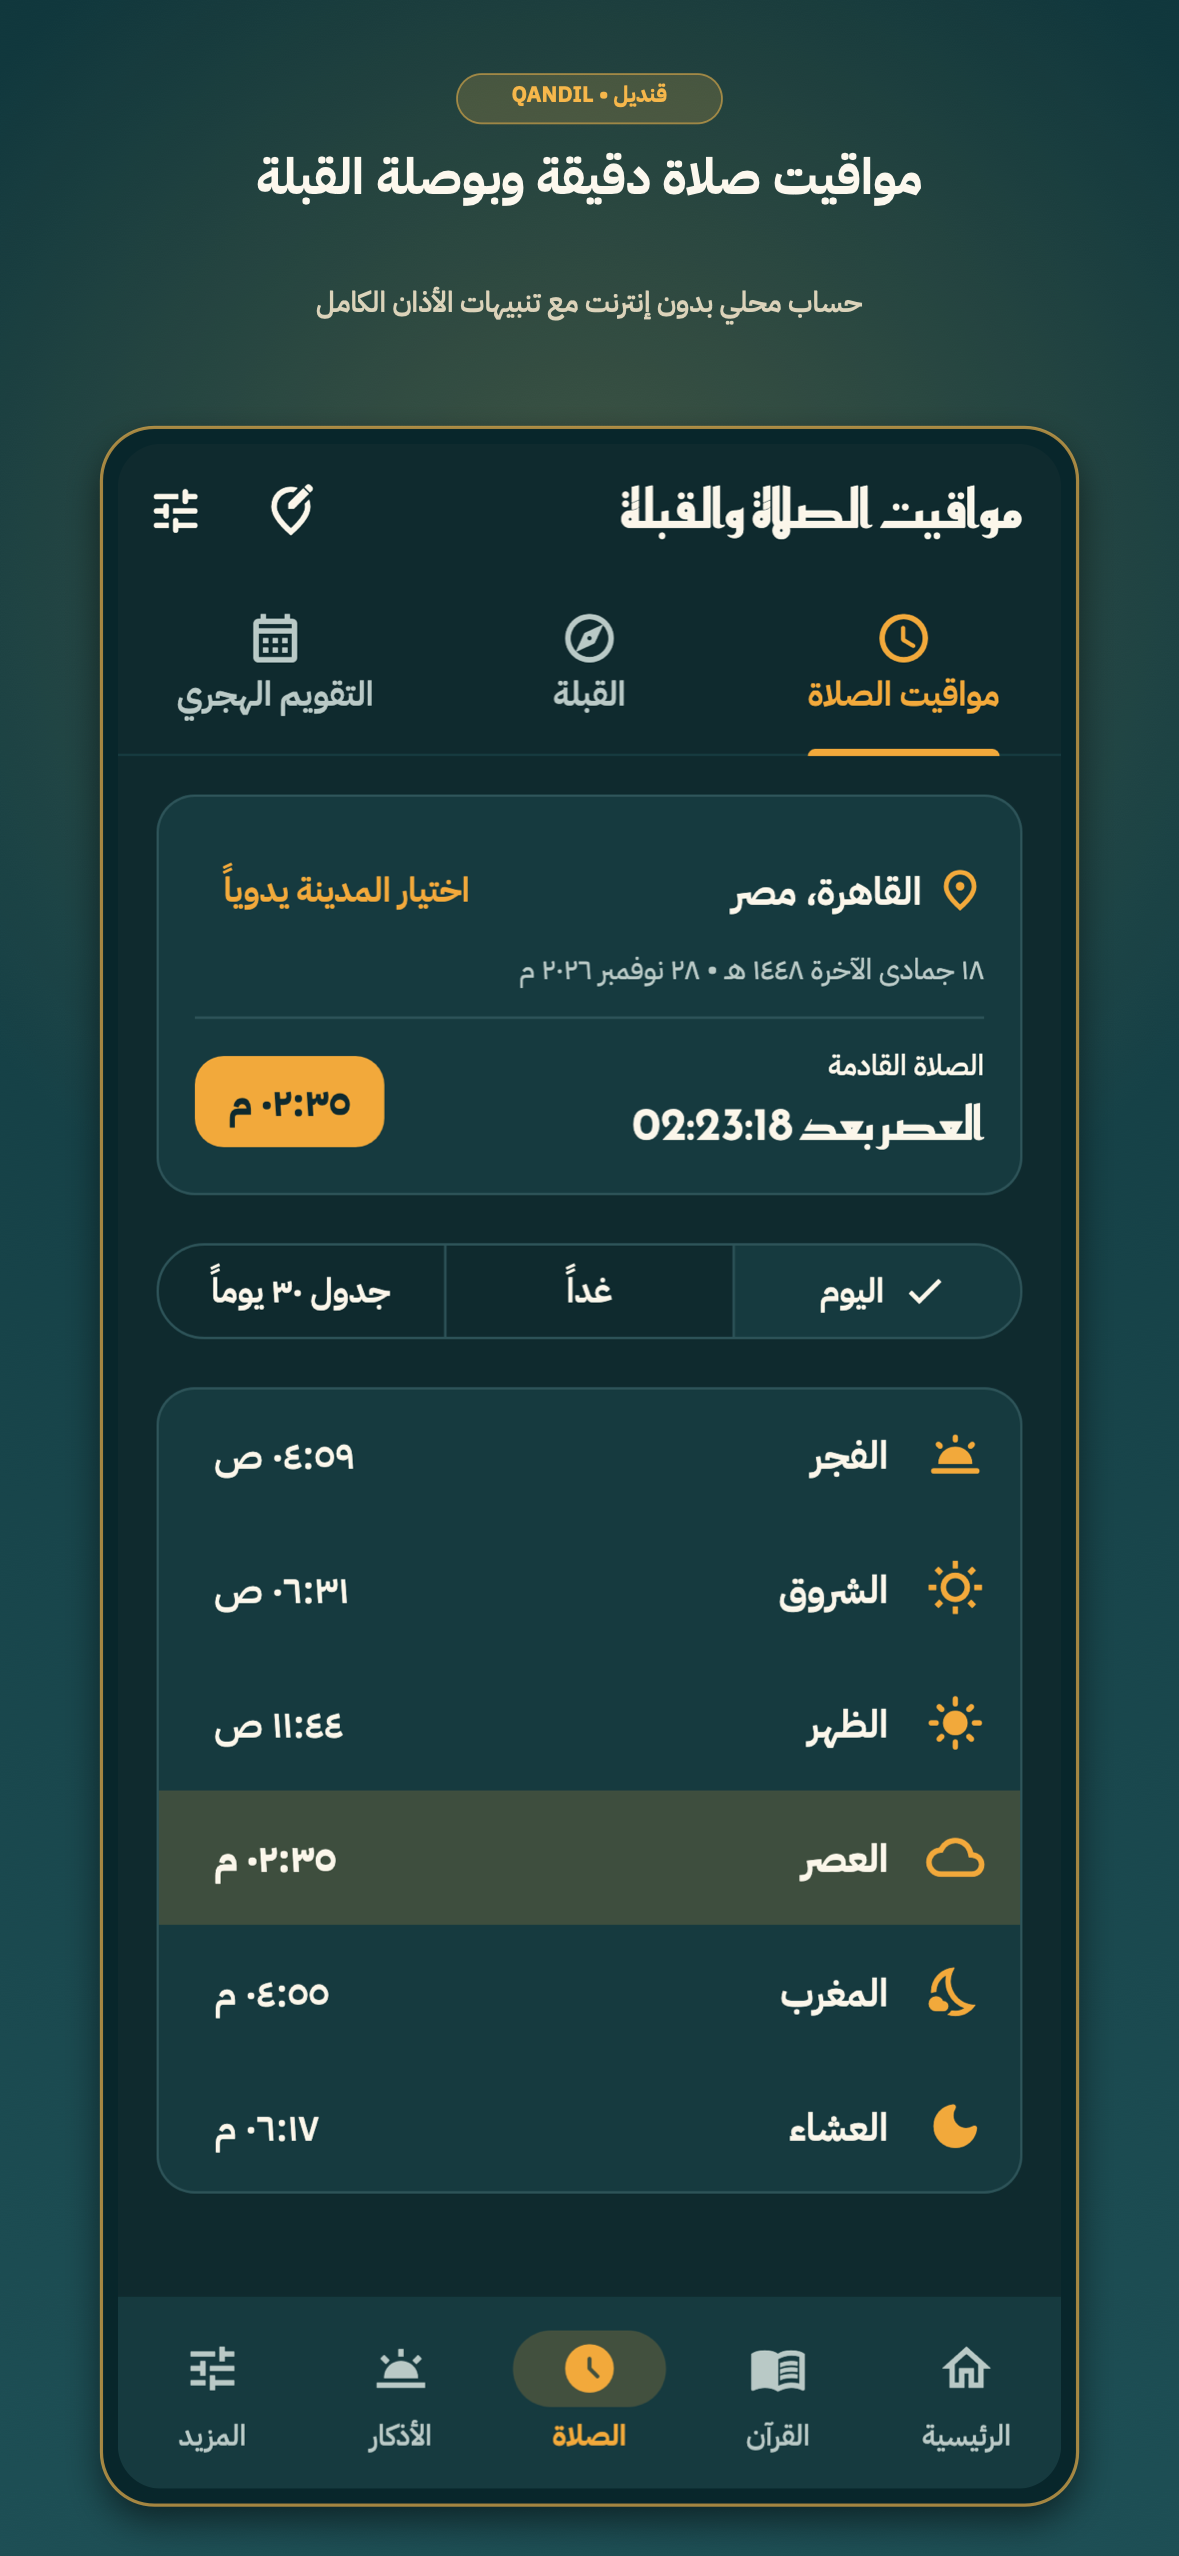 قنديل • QANDIL
مواقيت صلاة دقيقة وبوصلة القبلة
حساب محلي بدون إنترنت مع تنبيهات الأذان الكامل
مواقيت الصلاة والقبلة
مواقيت الصلاة
القبلة
التقويم الهجري
القاهرة، مصر
اختيار المدينة يدوياً
١٨ جمادى الآخرة ١٤٤٨ هـ • ٢٨ نوفمبر ٢٠٢٦ م
الصلاة القادمة
العصر بعد 02:23:18
٠٢:٣٥ م
اليوم
غداً
جدول ٣٠ يوماً
الفجر ٠٤:٥٩ ص
الشروق ٠٦:٣١ ص
الظهر ١١:٤٤ ص
العصر ٠٢:٣٥ م
المغرب ٠٤:٥٥ م
العشاء ٠٦:١٧ م
الرئيسية
القرآن
الصلاة
الأذكار
المزيد